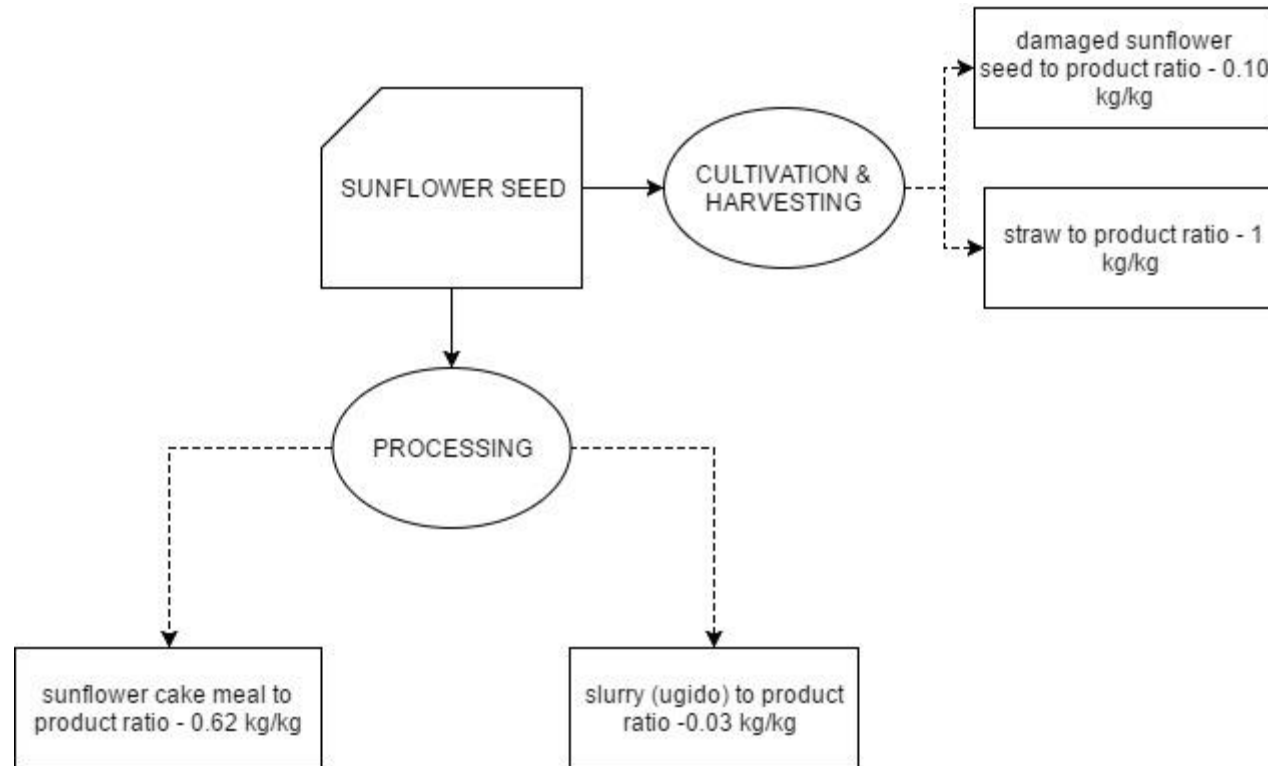 damaged sunflower
seed to product ratio - 0.10
kg/kg
SUNFLOWER SEED
CULTIVATION &
HARVESTING
straw to product ratio - 1
kg/kg
PROCESSING
sunflower cake meal to
product ratio - 0.62 kg/kg
slurry (ugido) to product
ratio -0.03 kg/kg